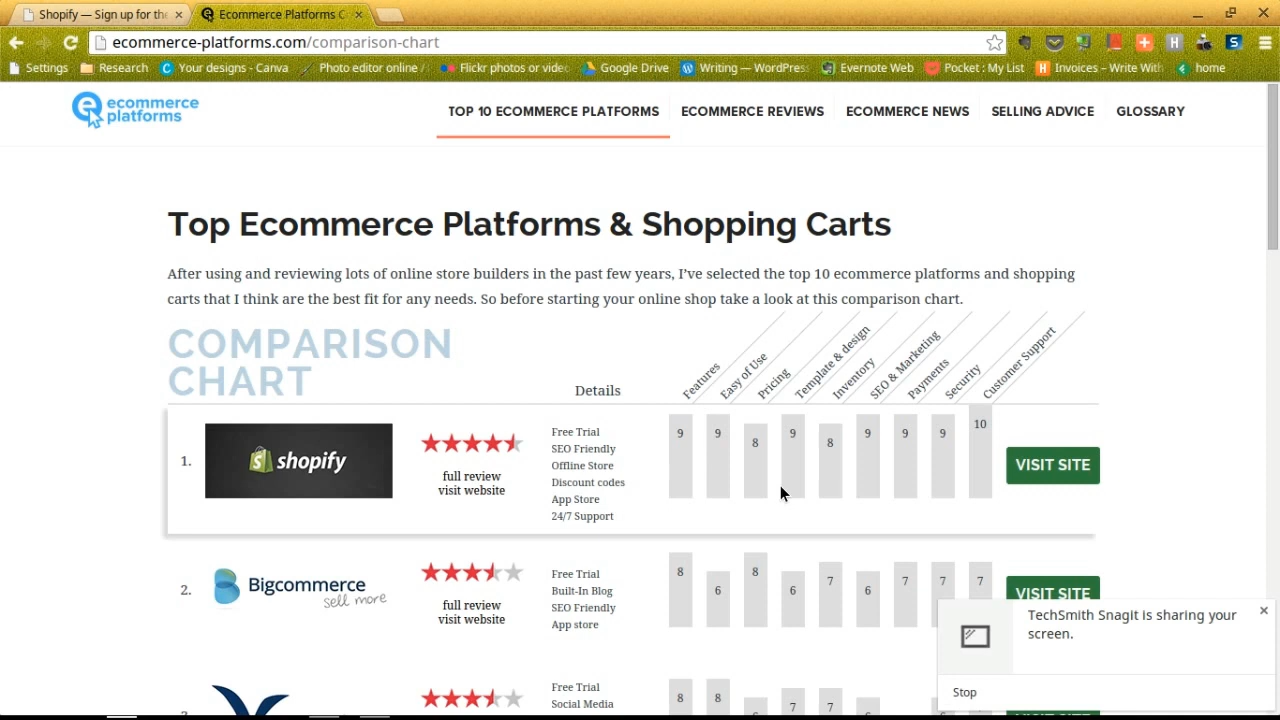 Shopify — Sign up for the
Ecommerce Platforms C
ecommerce-platforms.com/comparison-chart
Settings
Research
Your designs - Canva
Photo editor online /
Flickr photos or video
Google Drive
Writing — WordPress
Evernote Web
Pocket : My List
Invoices – Write With
home
ecommerce
platforms
TOP 10 ECOMMERCE PLATFORMS
ECOMMERCE REVIEWS
ECOMMERCE NEWS
SELLING ADVICE
GLOSSARY
Top Ecommerce Platforms & Shopping Carts
After using and reviewing lots of online store builders in the past few years, I've selected the top 10 ecommerce platforms and shopping
carts that I think are the best fit for any needs. So before starting your online shop take a look at this comparison chart.
COMPARISON
CHART
Details
Features
Easy of Use
Pricing
Template & design
Inventory
SEO & Marketing
Payments
Security
Customer Support
1.
shopify
full review
visit website
Free Trial
SEO Friendly
Offline Store
Discount codes
App Store
24/7 Support
9 9 8 9 8 9 9 9 10
VISIT SITE
2.
Bigcommerce
sell more
full review
visit website
Free Trial
Built-In Blog
SEO Friendly
App store
8 6 8 6 7 6 7 7 7
VISIT SITE
Free Trial
Social Media
8 8 7 7
TechSmith Snagit is sharing your
screen.
Stop